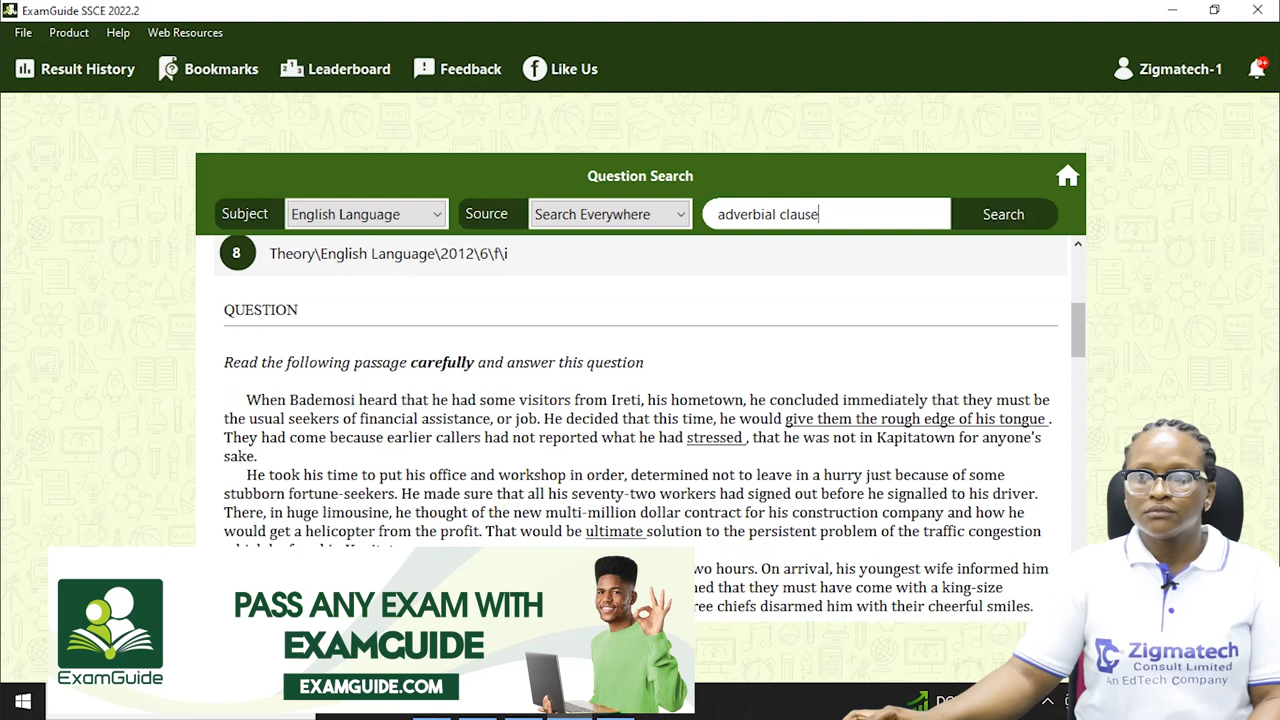 ExamGuide SSCE 2022.2
File Product Help Web Resources
Result History Bookmarks Leaderboard Feedback Like Us Zigmatech-1 9+
Question Search
Subject English Language Source Search Everywhere adverbial clause Search
8 Theory\English Language\2012\6\f\i
QUESTION
Read the following passage carefully and answer this question
When Bademosi heard that he had some visitors from Ireti, his hometown, he concluded immediately that they must be
the usual seekers of financial assistance, or job. He decided that this time, he would give them the rough edge of his tongue .
They had come because earlier callers had not reported what he had stressed , that he was not in Kapitatown for anyone's
sake.
He took his time to put his office and workshop in order, determined not to leave in a hurry just because of some
stubborn fortune-seekers. He made sure that all his seventy-two workers had signed out before he signalled to his driver.
There, in huge limousine, he thought of the new multi-million dollar contract for his construction company and how he
would get a helicopter from the profit. That would be ultimate solution to the persistent problem of the traffic congestion
wo hours. On arrival, his youngest wife informed him
ned that they must have come with a king-size
ree chiefs disarmed him with their cheerful smiles.
PASS ANY EXAM WITH
EXAMGUIDE
EXAMGUIDE.COM
ExamGuide
Zigmatech
Consult Limited
An EdTech Company